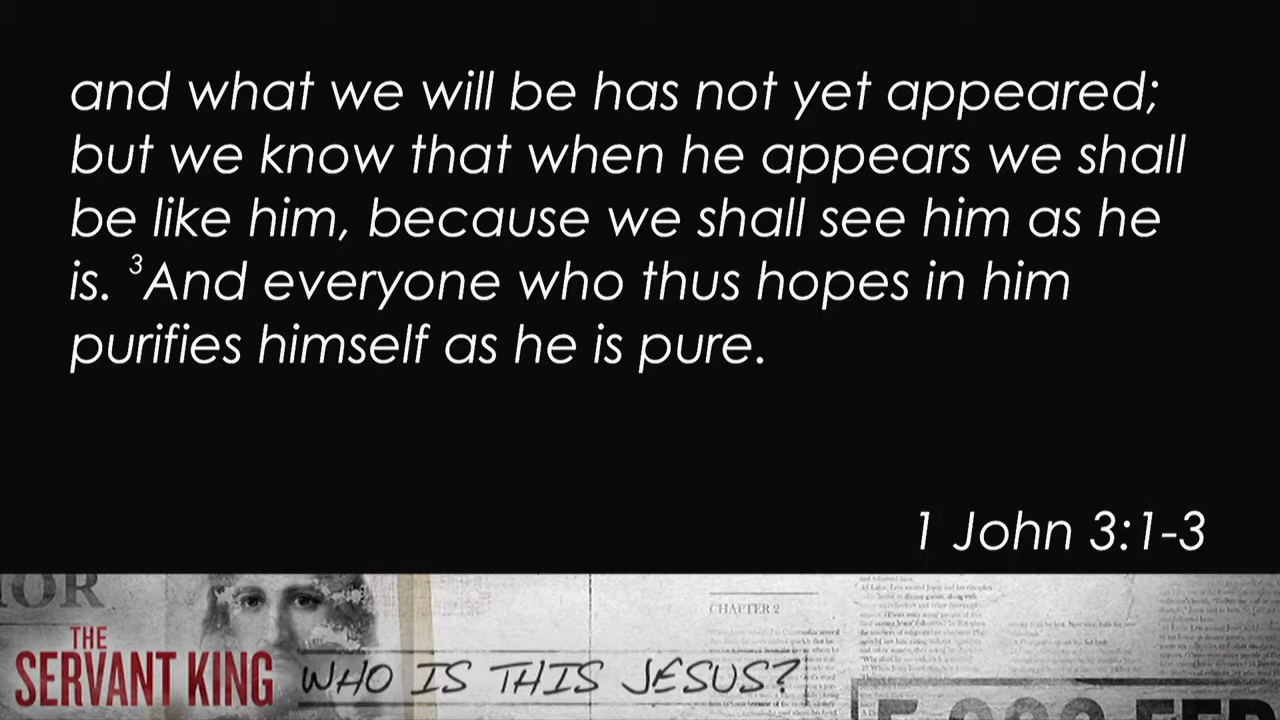 and what we will be has not yet appeared;
but we know that when he appears we shall
be like him, because we shall see him as he
is. ³And everyone who thus hopes in him
purifies himself as he is pure.
1 John 3:1-3
CHAPTER 2
THE
SERVANT KING
WHO IS THIS JESUS?